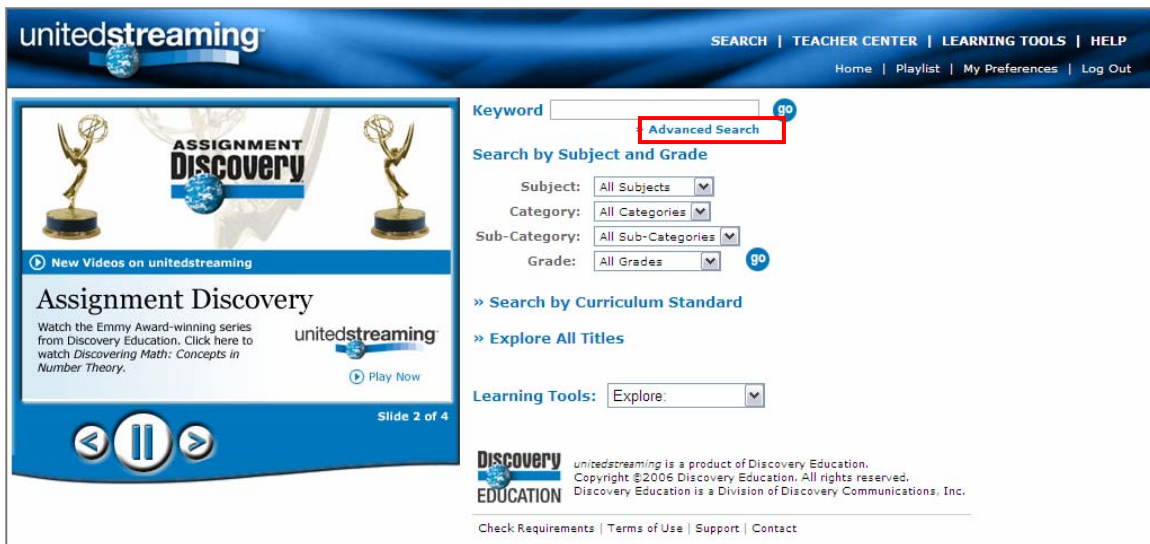 unitedstreaming
SEARCH | TEACHER CENTER | LEARNING TOOLS | HELP
Home | Playlist | My Preferences | Log Out
ASSIGNMENT
DISCOVERY
New Videos on unitedstreaming
Assignment Discovery
Watch the Emmy Award-winning series
from Discovery Education. Click here to
watch Discovering Math: Concepts in
Number Theory.
unitedstreaming
Play Now
Slide 2 of 4
Keyword go
» Advanced Search
Search by Subject and Grade
Subject: All Subjects
Category: All Categories
Sub-Category: All Sub-Categories
Grade: All Grades go
» Search by Curriculum Standard
» Explore All Titles
Learning Tools: Explore:
DISCOVERY
EDUCATION
unitedstreaming is a product of Discovery Education.
Copyright ©2006 Discovery Education. All rights reserved.
Discovery Education is a Division of Discovery Communications, Inc.
Check Requirements | Terms of Use | Support | Contact